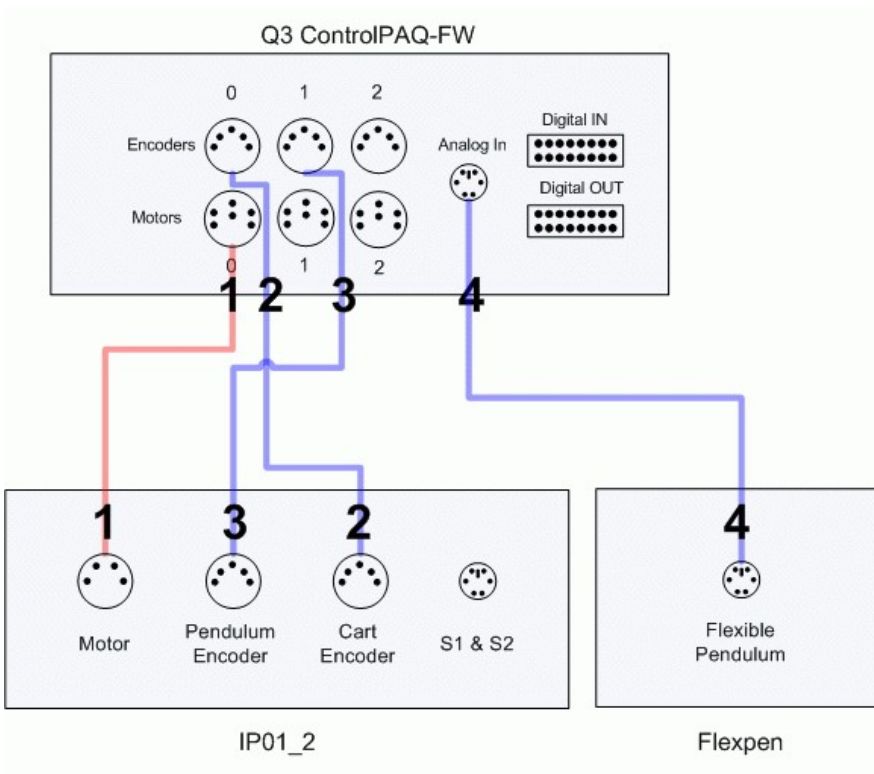 Q3 ControlPAQ-FW
0 1 2
Digital IN
Encoders
Analog In
Digital OUT
Motors
0 1 2
1 2 3 4
1 3 2 4
Motor
Pendulum
Encoder
Cart
Encoder
S1 & S2
Flexible
Pendulum
IP01_2
Flexpen